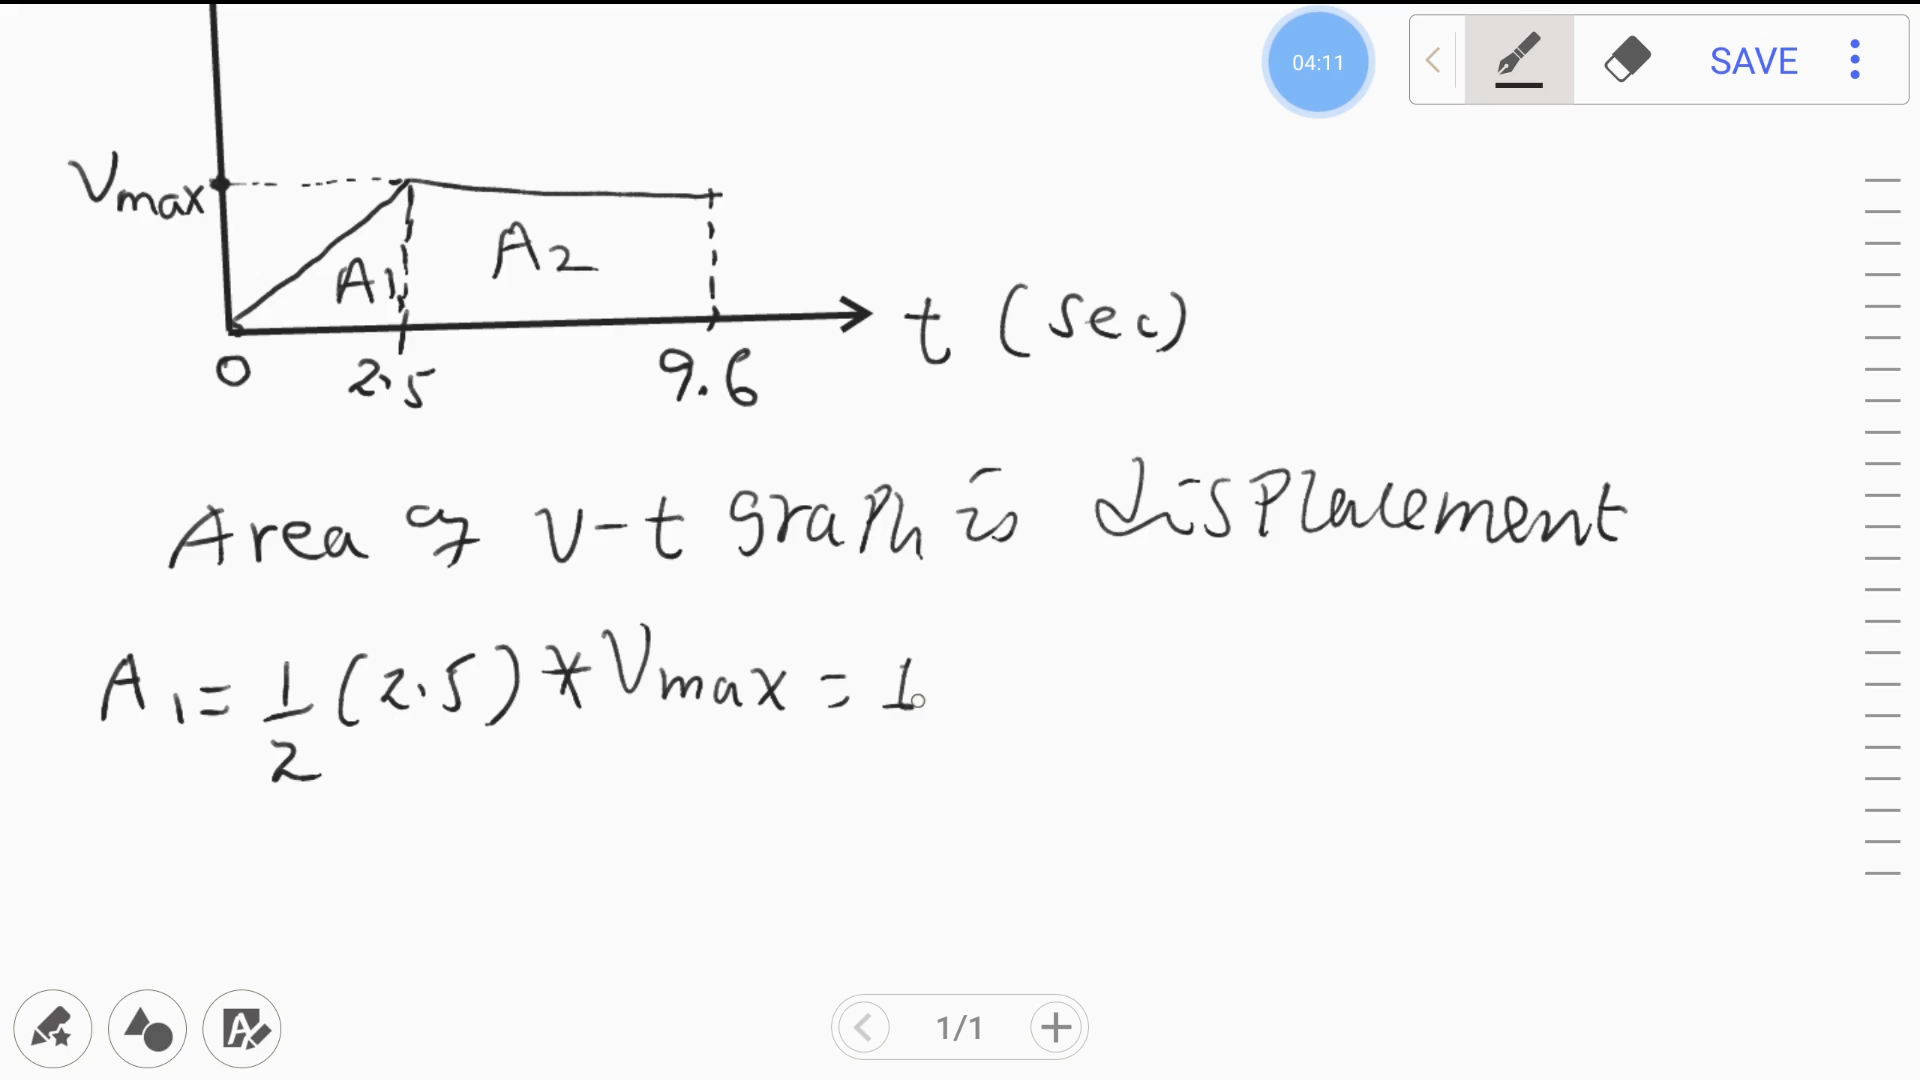 04:11
SAVE
Vmax
A1
A2
t (sec)
0
2.5
9.6
Area of v-t graph is displacement
A1 = 1/2 (2.5) * Vmax = 1
1/1